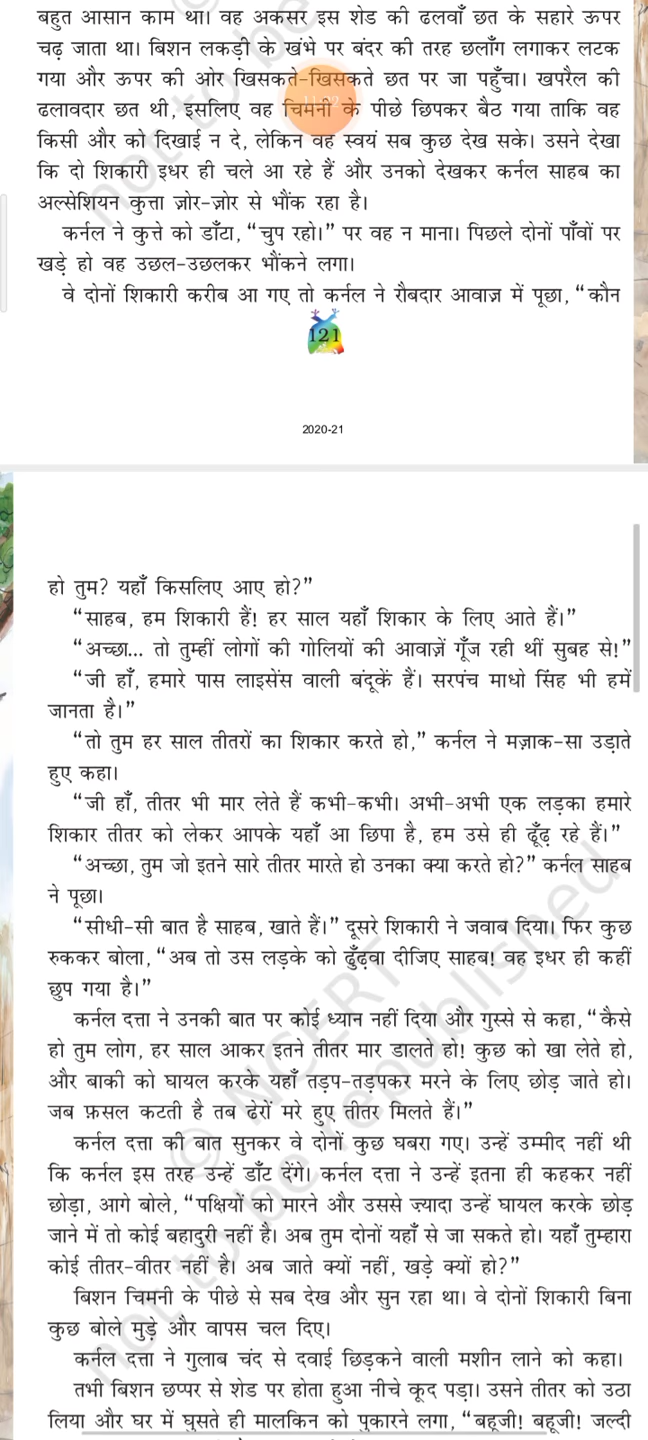 बहुत आसान काम था। वह अकसर इस शेड की ढलवाँ छत के सहारे ऊपर
चढ़ जाता था। बिशन लकड़ी के खंभे पर बंदर की तरह छलाँग लगाकर लटक
गया और ऊपर की ओर खिसकते-खिसकते छत पर जा पहुँचा। खपरैल की
ढलावदार छत थी, इसलिए वह चिमनी के पीछे छिपकर बैठ गया ताकि वह
किसी और को दिखाई न दे, लेकिन वह स्वयं सब कुछ देख सके। उसने देखा
कि दो शिकारी इधर ही चले आ रहे हैं और उनको देखकर कर्नल साहब का
अल्सेशियन कुत्ता ज़ोर-ज़ोर से भौंक रहा है।
कर्नल ने कुत्ते को डाँटा, “चुप रहो।” पर वह न माना। पिछले दोनों पाँवों पर
खड़े हो वह उछल-उछलकर भौंकने लगा।
वे दोनों शिकारी करीब आ गए तो कर्नल ने रौबदार आवाज़ में पूछा, “कौन
121
2020-21
हो तुम? यहाँ किसलिए आए हो?”
“साहब, हम शिकारी हैं! हर साल यहाँ शिकार के लिए आते हैं।”
“अच्छा... तो तुम्हीं लोगों की गोलियों की आवाज़ें गूँज रही थीं सुबह से!”
“जी हाँ, हमारे पास लाइसेंस वाली बंदूकें हैं। सरपंच माधो सिंह भी हमें
जानता है।”
“तो तुम हर साल तीतरों का शिकार करते हो,” कर्नल ने मज़ाक-सा उड़ाते
हुए कहा।
“जी हाँ, तीतर भी मार लेते हैं कभी-कभी। अभी-अभी एक लड़का हमारे
शिकार तीतर को लेकर आपके यहाँ आ छिपा है, हम उसे ही ढूँढ़ रहे हैं।”
“अच्छा, तुम जो इतने सारे तीतर मारते हो उनका क्या करते हो?” कर्नल साहब
ने पूछा।
“सीधी-सी बात है साहब, खाते हैं।” दूसरे शिकारी ने जवाब दिया। फिर कुछ
रुककर बोला, “अब तो उस लड़के को ढुँढ़वा दीजिए साहब! वह इधर ही कहीं
छुप गया है।”
कर्नल दत्ता ने उनकी बात पर कोई ध्यान नहीं दिया और गुस्से से कहा, “कैसे
हो तुम लोग, हर साल आकर इतने तीतर मार डालते हो! कुछ को खा लेते हो,
और बाकी को घायल करके यहाँ तड़प-तड़पकर मरने के लिए छोड़ जाते हो।
जब फ़सल कटती है तब ढेरों मरे हुए तीतर मिलते हैं।”
कर्नल दत्ता की बात सुनकर वे दोनों कुछ घबरा गए। उन्हें उम्मीद नहीं थी
कि कर्नल इस तरह उन्हें डाँट देंगे। कर्नल दत्ता ने उन्हें इतना ही कहकर नहीं
छोड़ा, आगे बोले, “पक्षियों को मारने और उससे ज़्यादा उन्हें घायल करके छोड़
जाने में तो कोई बहादुरी नहीं है। अब तुम दोनों यहाँ से जा सकते हो। यहाँ तुम्हारा
कोई तीतर-वीतर नहीं है। अब जाते क्यों नहीं, खड़े क्यों हो?”
बिशन चिमनी के पीछे से सब देख और सुन रहा था। वे दोनों शिकारी बिना
कुछ बोले मुड़े और वापस चल दिए।
कर्नल दत्ता ने गुलाब चंद से दवाई छिड़कने वाली मशीन लाने को कहा।
तभी बिशन छप्पर से शेड पर होता हुआ नीचे कूद पड़ा। उसने तीतर को उठा
लिया और घर में घुसते ही मालकिन को पुकारने लगा, “बहूजी! बहूजी! जल्दी
© NCERT
not to be republished